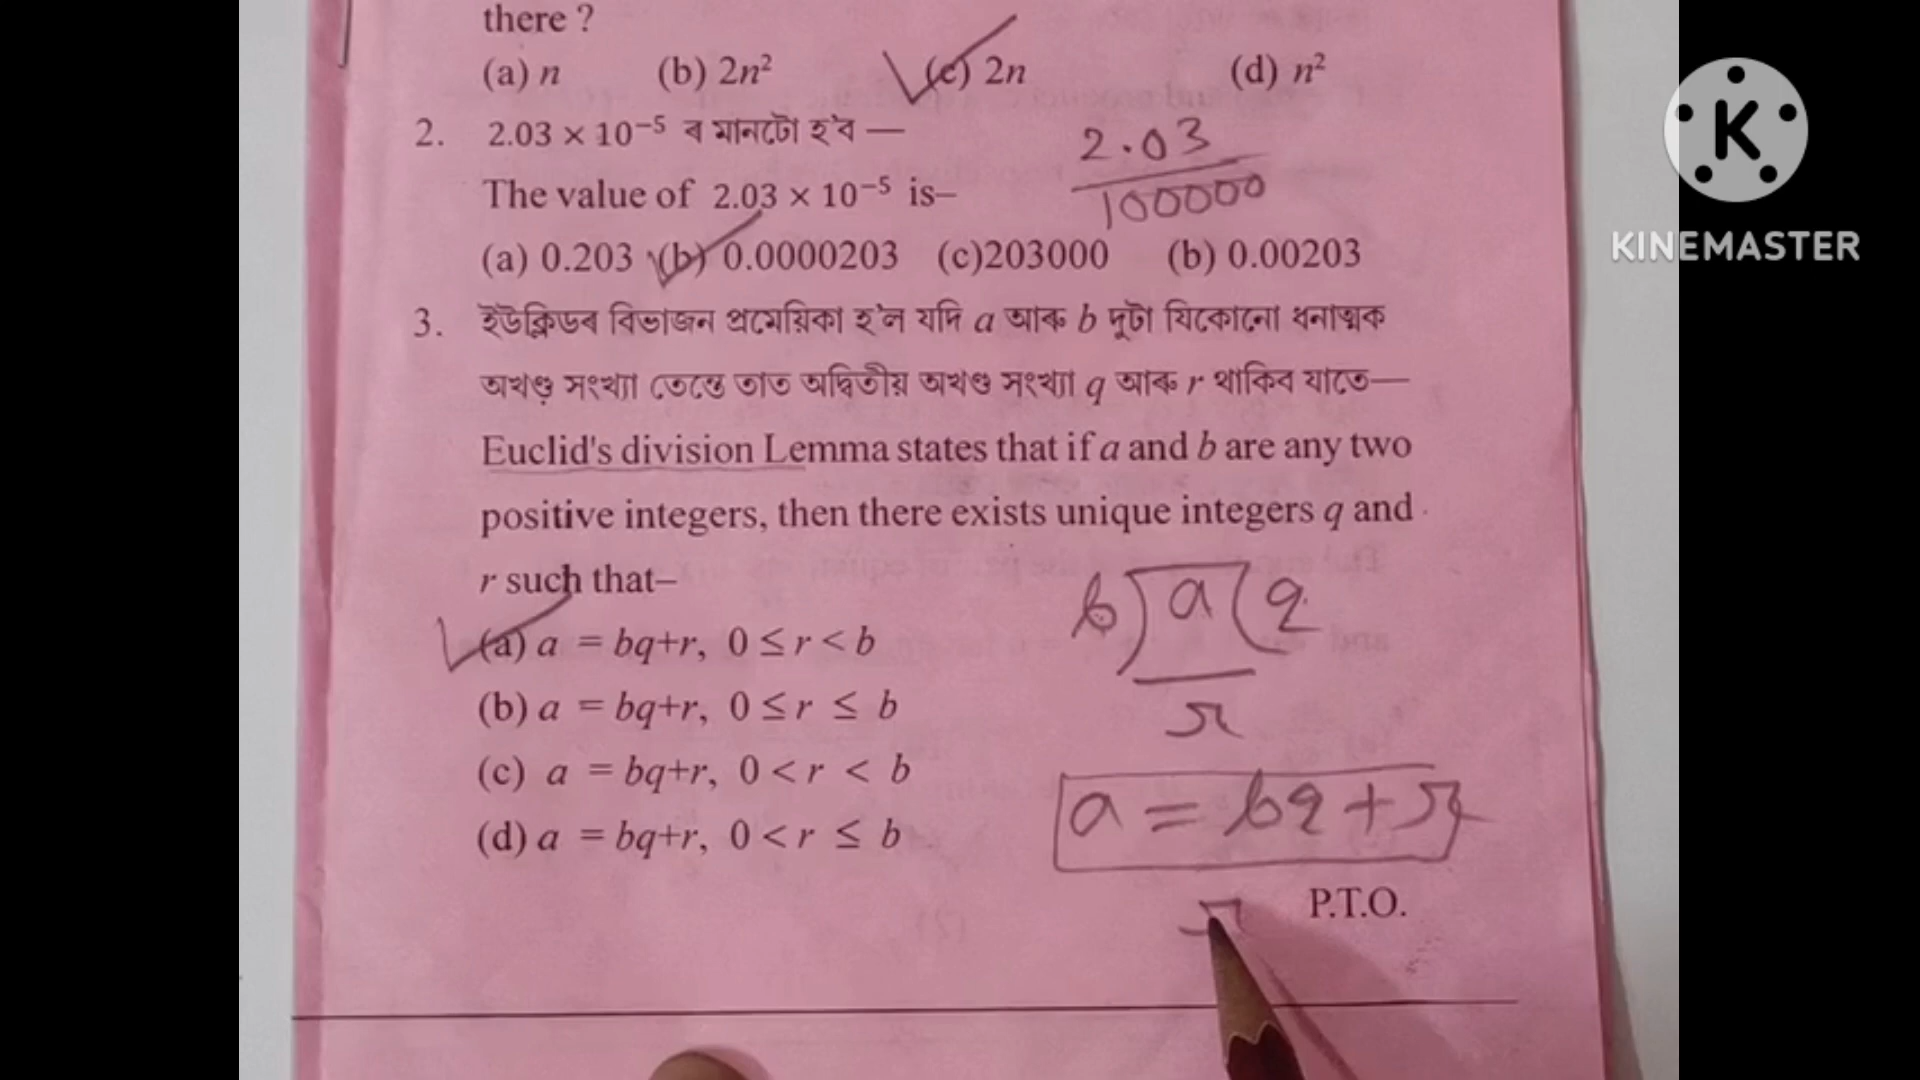 there ?
(a) n (b) 2n² (c) 2n (d) n²
2. 2.03 × 10⁻⁵ ৰ মানটো হ'ব —
2.03
The value of 2.03 × 10⁻⁵ is–
100000
(a) 0.203 (b) 0.0000203 (c)203000 (b) 0.00203
3. ইউক্লিডৰ বিভাজন প্ৰমেয়িকা হ'ল যদি a আৰু b দুটা যিকোনো ধনাত্মক
অখণ্ড সংখ্যা তেন্তে তাত অদ্বিতীয় অখণ্ড সংখ্যা q আৰু r থাকিব যাতে—
Euclid's division Lemma states that if a and b are any two
positive integers, then there exists unique integers q and
r such that–
b) a ( q
(a) a = bq+r, 0 ≤ r < b
(b) a = bq+r, 0 ≤ r ≤ b
r
(c) a = bq+r, 0 < r < b
a = bq + r
(d) a = bq+r, 0 < r ≤ b
r
P.T.O.
K
KINEMASTER